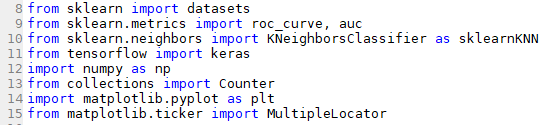 8 from sklearn import datasets
9 from sklearn.metrics import roc_curve, auc
10 from sklearn.neighbors import KNeighborsClassifier as sklearnKNN
11 from tensorflow import keras
12 import numpy as np
13 from collections import Counter
14 import matplotlib.pyplot as plt
15 from matplotlib.ticker import MultipleLocator